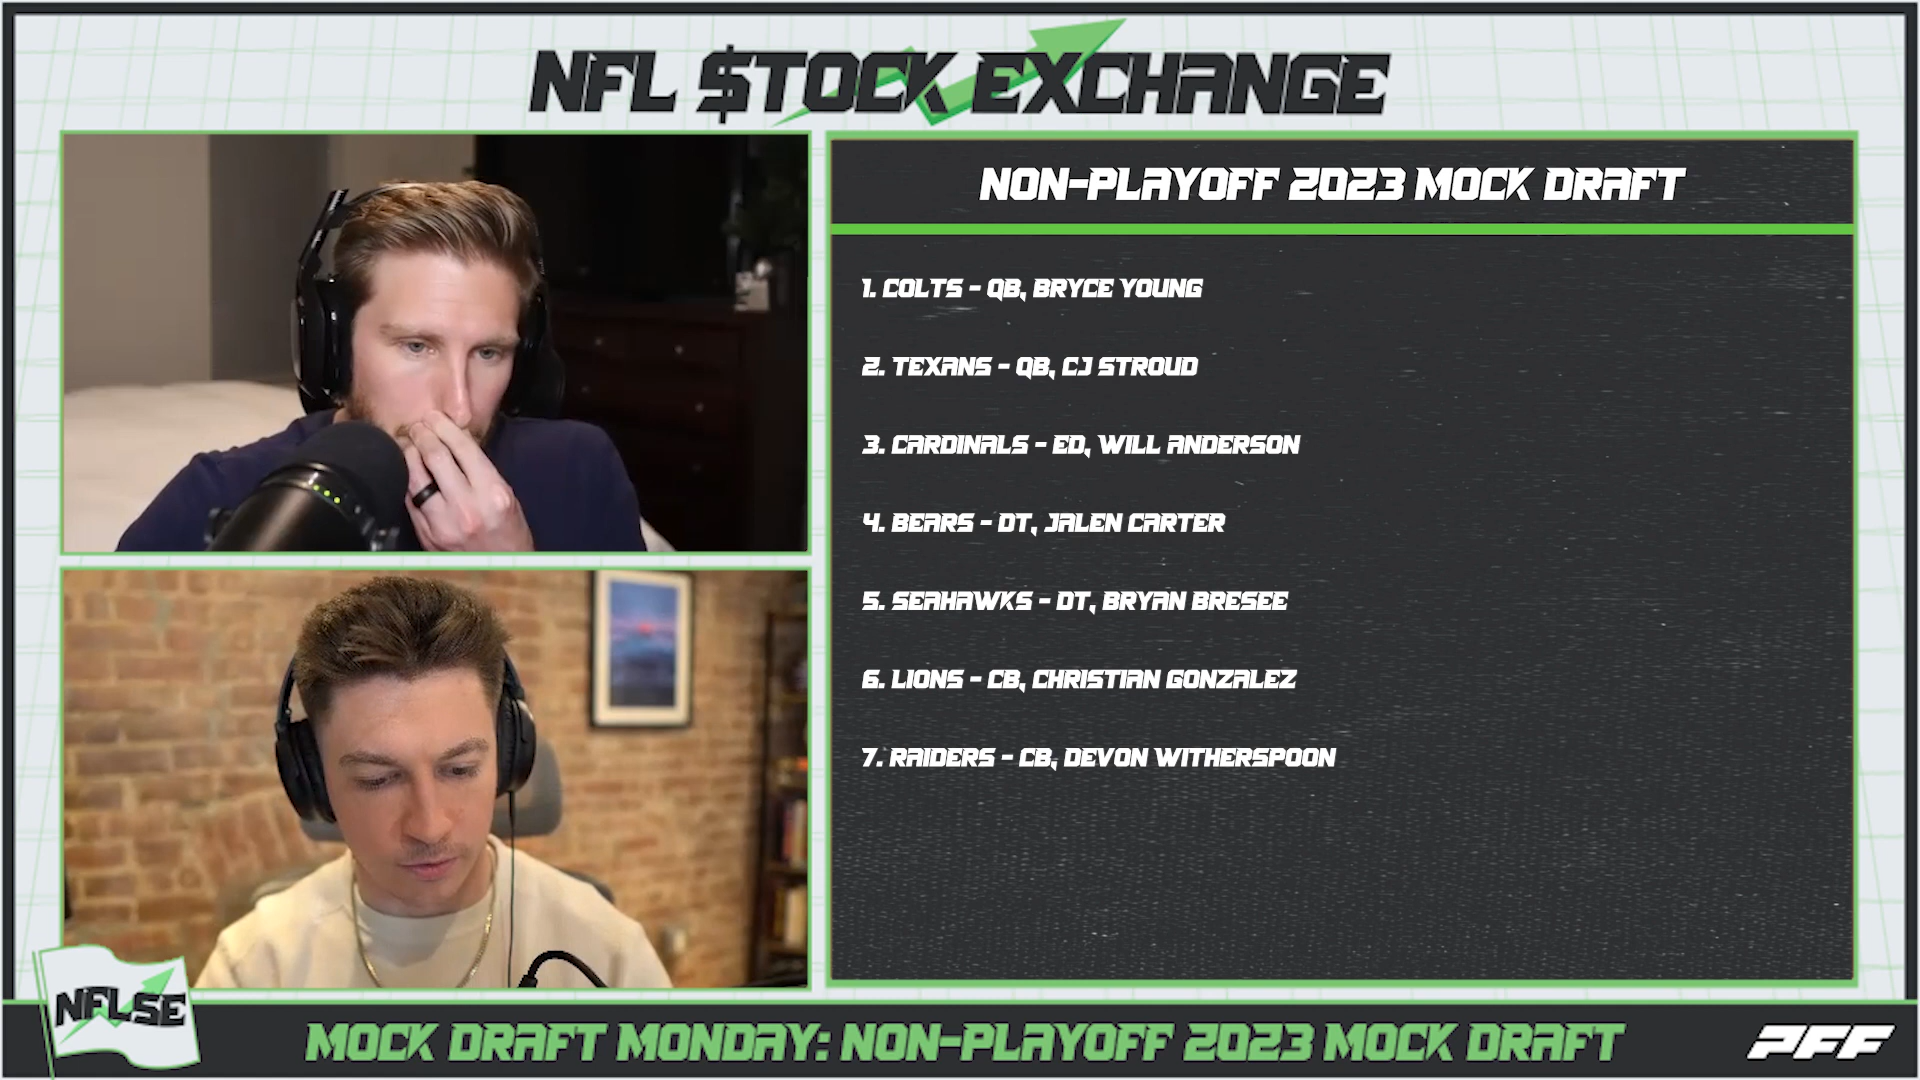 NFL $TOCK EXCHANGE
NON-PLAYOFF 2023 MOCK DRAFT
1. COLTS - QB, BRYCE YOUNG
2. TEXANS - QB, CJ STROUD
3. CARDINALS - ED, WILL ANDERSON
4. BEARS - DT, JALEN CARTER
5. SEAHAWKS - DT, BRYAN BRESEE
6. LIONS - CB, CHRISTIAN GONZALEZ
7. RAIDERS - CB, DEVON WITHERSPOON
NFLSE
MOCK DRAFT MONDAY: NON-PLAYOFF 2023 MOCK DRAFT
PFF